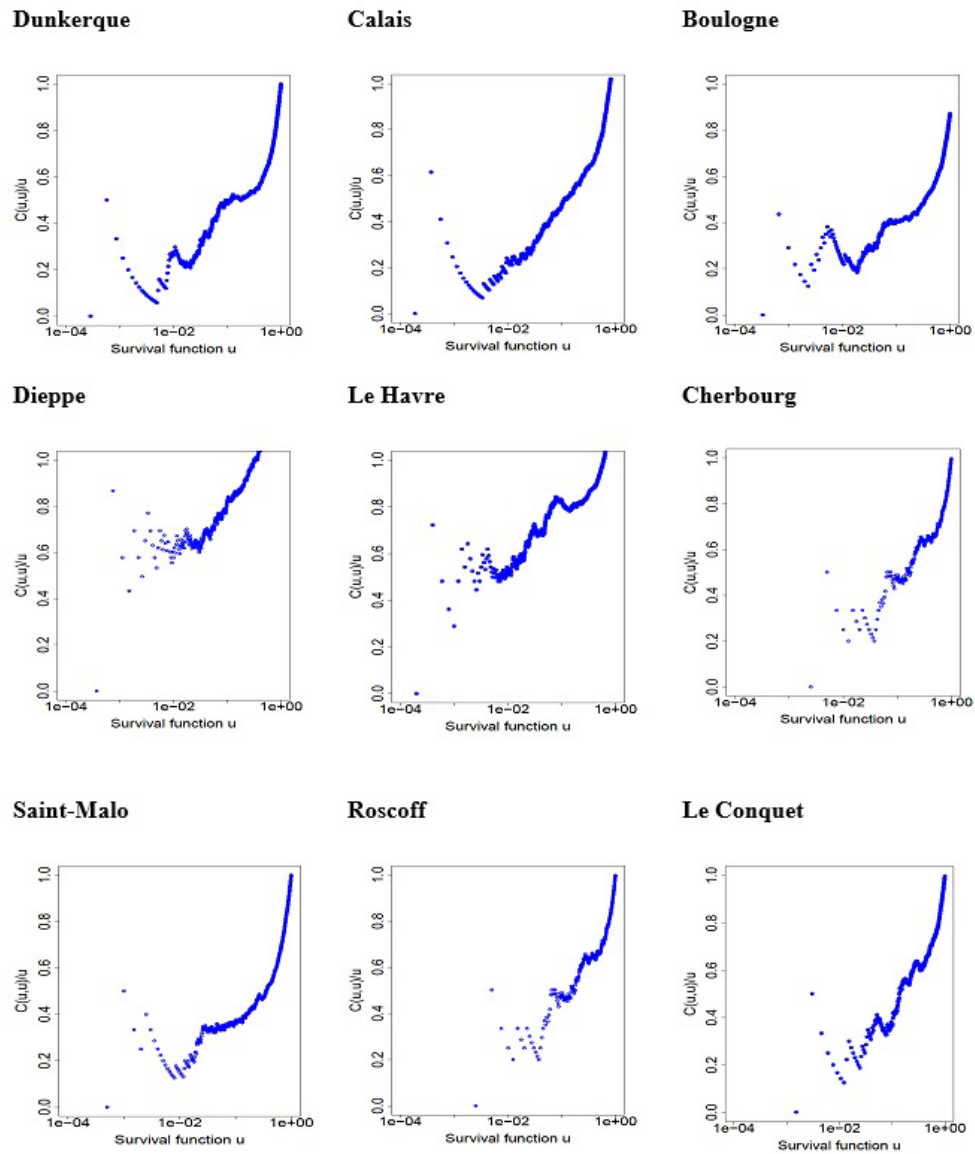 Dunkerque Calais Boulogne
1.0 1.0 1.0
0.8 0.8 0.8
0.6 0.6 0.6
0.4 0.4 0.4
0.2 0.2 0.2
0.0 0.0 0.0
C(u,u)/u C(u,u)/u C(u,u)/u
1e-04 1e-02 1e+00 1e-04 1e-02 1e+00 1e-04 1e-02 1e+00
Survival function u Survival function u Survival function u
Dieppe Le Havre Cherbourg
1.0 1.0 1.0
0.8 0.8 0.8
0.6 0.6 0.6
0.4 0.4 0.4
0.2 0.2 0.2
0.0 0.0 0.0
C(u,u)/u C(u,u)/u C(u,u)/u
1e-04 1e-02 1e+00 1e-04 1e-02 1e+00 1e-04 1e-02 1e+00
Survival function u Survival function u Survival function u
Saint-Malo Roscoff Le Conquet
1.0 1.0 1.0
0.8 0.8 0.8
0.6 0.6 0.6
0.4 0.4 0.4
0.2 0.2 0.2
0.0 0.0 0.0
C(u,u)/u C(u,u)/u C(u,u)/u
1e-04 1e-02 1e+00 1e-04 1e-02 1e+00 1e-04 1e-02 1e+00
Survival function u Survival function u Survival function u